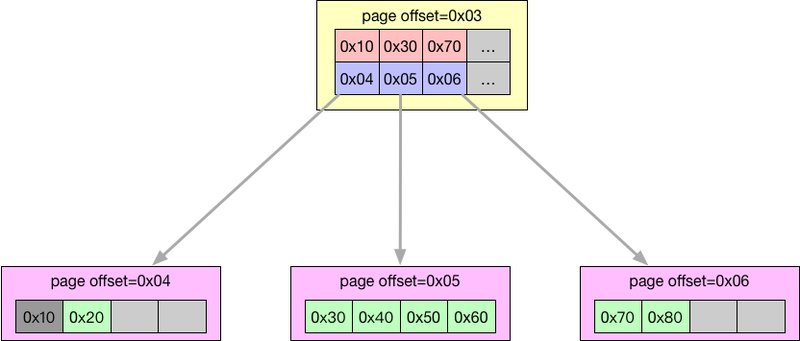 page offset=0x03
0x10 0x30 0x70 ...
0x04 0x05 0x06 ...
page offset=0x04
0x10 0x20
page offset=0x05
0x30 0x40 0x50 0x60
page offset=0x06
0x70 0x80